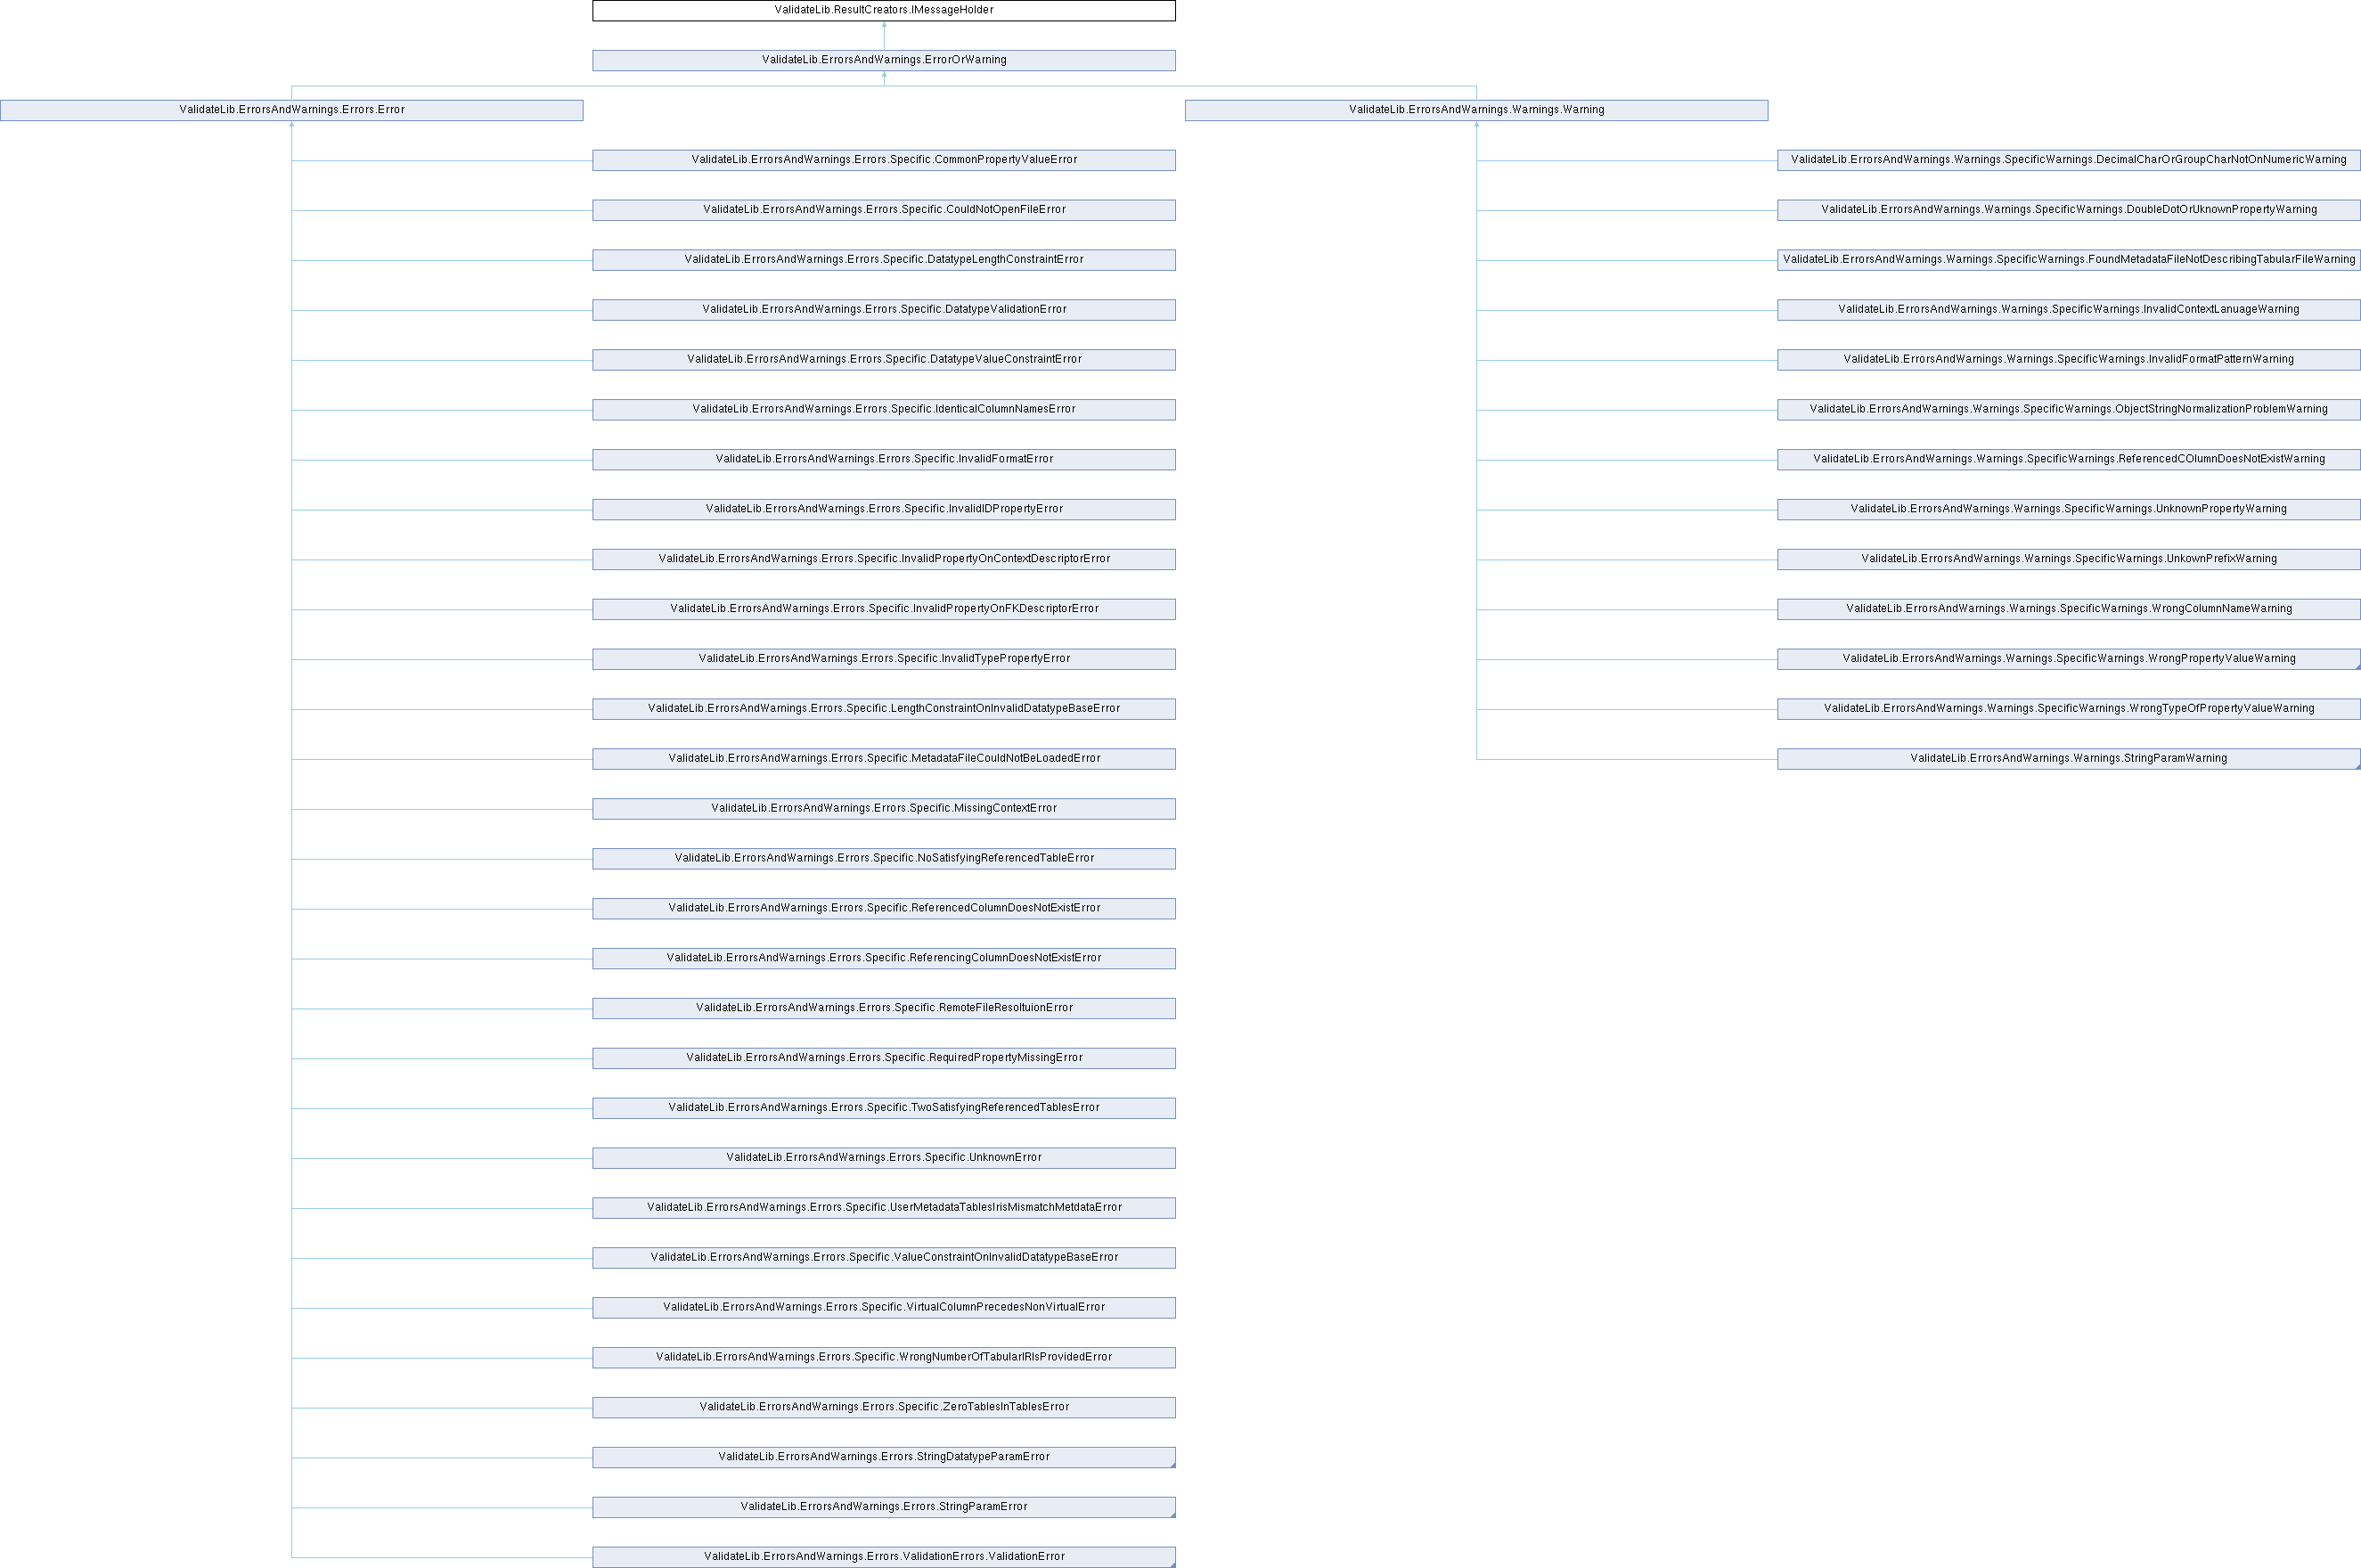 ValidateLib.ResultCreators.IMessageHolder
ValidateLib.ErrorsAndWarnings.ErrorOrWarning
ValidateLib.ErrorsAndWarnings.Errors.Error
ValidateLib.ErrorsAndWarnings.Warnings.Warning
ValidateLib.ErrorsAndWarnings.Errors.Specific.CommonPropertyValueError
ValidateLib.ErrorsAndWarnings.Warnings.SpecificWarnings.DecimalCharOrGroupCharNotOnNumericWarning
ValidateLib.ErrorsAndWarnings.Errors.Specific.CouldNotOpenFileError
ValidateLib.ErrorsAndWarnings.Warnings.SpecificWarnings.DoubleDotOrUknownPropertyWarning
ValidateLib.ErrorsAndWarnings.Errors.Specific.DatatypeLengthConstraintError
ValidateLib.ErrorsAndWarnings.Warnings.SpecificWarnings.FoundMetadataFileNotDescribingTabularFileWarning
ValidateLib.ErrorsAndWarnings.Errors.Specific.DatatypeValidationError
ValidateLib.ErrorsAndWarnings.Warnings.SpecificWarnings.InvalidContextLanuageWarning
ValidateLib.ErrorsAndWarnings.Errors.Specific.DatatypeValueConstraintError
ValidateLib.ErrorsAndWarnings.Warnings.SpecificWarnings.InvalidFormatPatternWarning
ValidateLib.ErrorsAndWarnings.Errors.Specific.IdenticalColumnNamesError
ValidateLib.ErrorsAndWarnings.Warnings.SpecificWarnings.ObjectStringNormalizationProblemWarning
ValidateLib.ErrorsAndWarnings.Errors.Specific.InvalidFormatError
ValidateLib.ErrorsAndWarnings.Warnings.SpecificWarnings.ReferencedCOlumnDoesNotExistWarning
ValidateLib.ErrorsAndWarnings.Errors.Specific.InvalidIDPropertyError
ValidateLib.ErrorsAndWarnings.Warnings.SpecificWarnings.UnknownPropertyWarning
ValidateLib.ErrorsAndWarnings.Errors.Specific.InvalidPropertyOnContextDescriptorError
ValidateLib.ErrorsAndWarnings.Warnings.SpecificWarnings.UnkownPrefixWarning
ValidateLib.ErrorsAndWarnings.Errors.Specific.InvalidPropertyOnFKDescriptorError
ValidateLib.ErrorsAndWarnings.Warnings.SpecificWarnings.WrongColumnNameWarning
ValidateLib.ErrorsAndWarnings.Errors.Specific.InvalidTypePropertyError
ValidateLib.ErrorsAndWarnings.Warnings.SpecificWarnings.WrongPropertyValueWarning
ValidateLib.ErrorsAndWarnings.Errors.Specific.LengthConstraintOnInvalidDatatypeBaseError
ValidateLib.ErrorsAndWarnings.Warnings.SpecificWarnings.WrongTypeOfPropertyValueWarning
ValidateLib.ErrorsAndWarnings.Errors.Specific.MetadataFileCouldNotBeLoadedError
ValidateLib.ErrorsAndWarnings.Warnings.StringParamWarning
ValidateLib.ErrorsAndWarnings.Errors.Specific.MissingContextError
ValidateLib.ErrorsAndWarnings.Errors.Specific.NoSatisfyingReferencedTableError
ValidateLib.ErrorsAndWarnings.Errors.Specific.ReferencedColumnDoesNotExistError
ValidateLib.ErrorsAndWarnings.Errors.Specific.ReferencingColumnDoesNotExistError
ValidateLib.ErrorsAndWarnings.Errors.Specific.RemoteFileResoltuionError
ValidateLib.ErrorsAndWarnings.Errors.Specific.RequiredPropertyMissingError
ValidateLib.ErrorsAndWarnings.Errors.Specific.TwoSatisfyingReferencedTablesError
ValidateLib.ErrorsAndWarnings.Errors.Specific.UnknownError
ValidateLib.ErrorsAndWarnings.Errors.Specific.UserMetadataTablesIrisMismatchMetdataError
ValidateLib.ErrorsAndWarnings.Errors.Specific.ValueConstraintOnInvalidDatatypeBaseError
ValidateLib.ErrorsAndWarnings.Errors.Specific.VirtualColumnPrecedesNonVirtualError
ValidateLib.ErrorsAndWarnings.Errors.Specific.WrongNumberOfTabularIRIsProvidedError
ValidateLib.ErrorsAndWarnings.Errors.Specific.ZeroTablesInTablesError
ValidateLib.ErrorsAndWarnings.Errors.StringDatatypeParamError
ValidateLib.ErrorsAndWarnings.Errors.StringParamError
ValidateLib.ErrorsAndWarnings.Errors.ValidationErrors.ValidationError